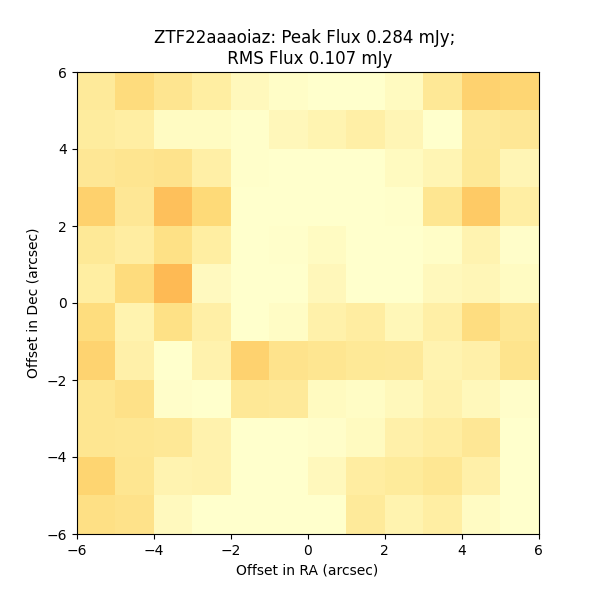 ZTF22aaaoiaz: Peak Flux 0.284 mJy;
RMS Flux 0.107 mJy
6
4
2
0
−2
−4
−6
Offset in Dec (arcsec)
−6 −4 −2 0 2 4 6
Offset in RA (arcsec)